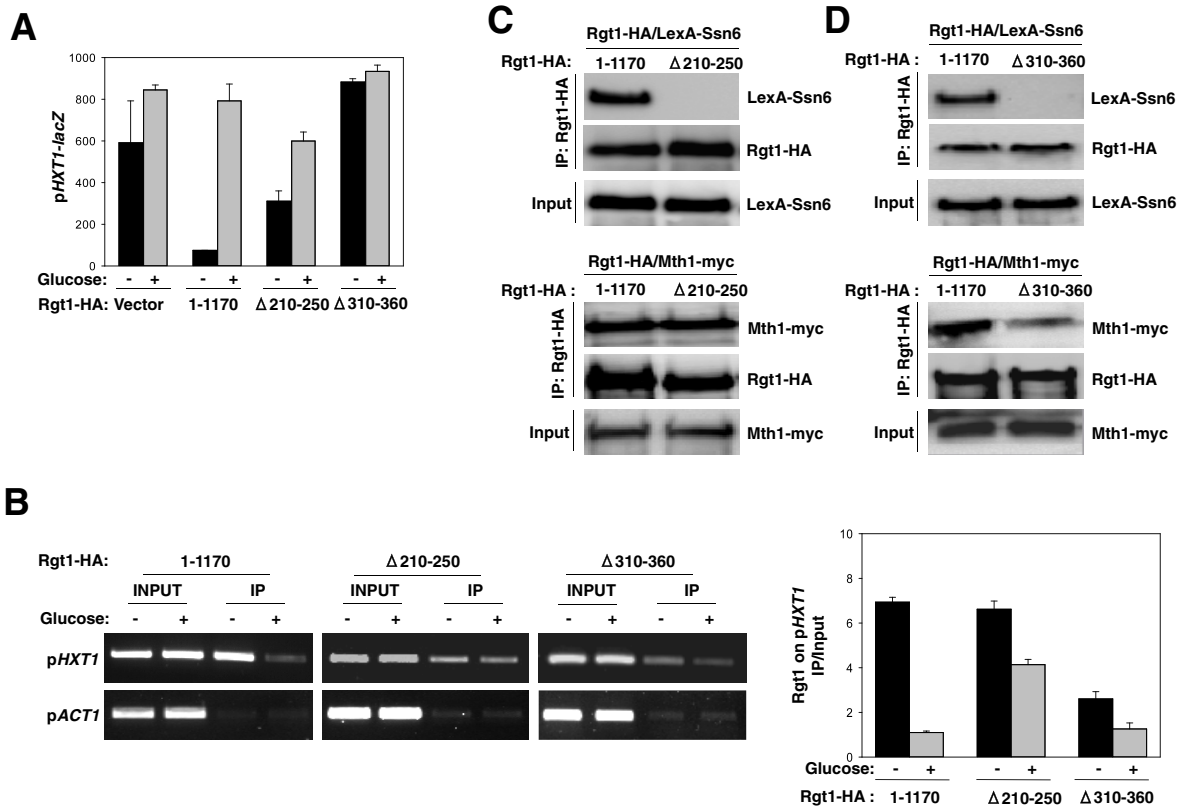 A
pHXT1-lacZ
1000
800
600
400
200
0
Glucose: - + - + - + - +
Rgt1-HA: Vector 1-1170 Δ210-250 Δ310-360
C
Rgt1-HA/LexA-Ssn6
Rgt1-HA: 1-1170 Δ210-250
IP: Rgt1-HA
LexA-Ssn6
Rgt1-HA
Input LexA-Ssn6
Rgt1-HA/Mth1-myc
Rgt1-HA : 1-1170 Δ210-250
IP: Rgt1-HA
Mth1-myc
Rgt1-HA
Input Mth1-myc
D
Rgt1-HA/LexA-Ssn6
Rgt1-HA : 1-1170 Δ310-360
IP: Rgt1-HA
LexA-Ssn6
Rgt1-HA
Input LexA-Ssn6
Rgt1-HA/Mth1-myc
Rgt1-HA : 1-1170 Δ310-360
IP: Rgt1-HA
Mth1-myc
Rgt1-HA
Input Mth1-myc
B
Rgt1-HA: 1-1170 Δ210-250 Δ310-360
INPUT IP INPUT IP INPUT IP
Glucose: - + - + - + - + - + - +
pHXT1
pACT1
Rgt1 on pHXT1
IP/Input
10
8
6
4
2
0
Glucose: - + - + - +
Rgt1-HA : 1-1170 Δ210-250 Δ310-360